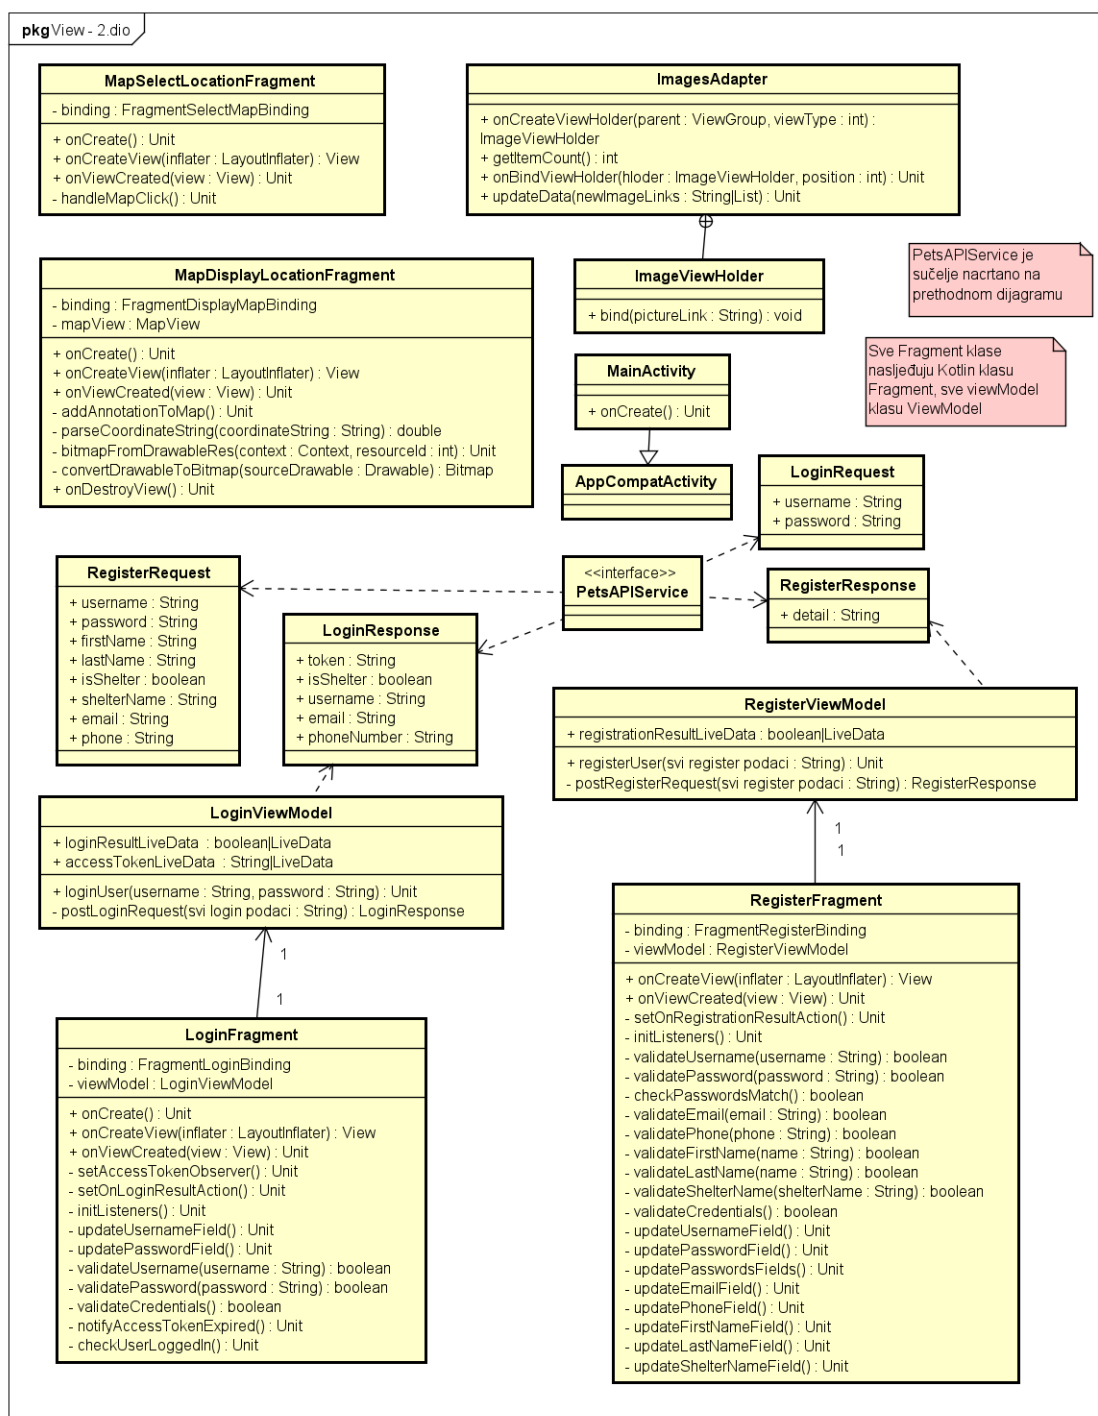 pkg View - 2.dio
MapSelectLocationFragment
- binding : FragmentSelectMapBinding
+ onCreate() : Unit
+ onCreateView(inflater : LayoutInflater) : View
+ onViewCreated(view : View) : Unit
- handleMapClick() : Unit
ImagesAdapter
+ onCreateViewHolder(parent : ViewGroup, viewType : int) :
ImageViewHolder
+ getItemCount() : int
+ onBindViewHolder(hloder : ImageViewHolder, position : int) : Unit
+ updateData(newImageLinks : String|List) : Unit
ImageViewHolder
+ bind(pictureLink : String) : void
PetsAPIService je
sučelje nacrtano na
prethodnom dijagramu
MapDisplayLocationFragment
- binding : FragmentDisplayMapBinding
- mapView : MapView
+ onCreate() : Unit
+ onCreateView(inflater : LayoutInflater) : View
+ onViewCreated(view : View) : Unit
- addAnnotationToMap() : Unit
- parseCoordinateString(coordinateString : String) : double
- bitmapFromDrawableRes(context : Context, resourceId : int) : Unit
- convertDrawableToBitmap(sourceDrawable : Drawable) : Bitmap
+ onDestroyView() : Unit
Sve Fragment klase
nasljeđuju Kotlin klasu
Fragment, sve viewModel
klasu ViewModel
MainActivity
+ onCreate() : Unit
AppCompatActivity
LoginRequest
+ username : String
+ password : String
<<interface>>
PetsAPIService
RegisterResponse
+ detail : String
RegisterRequest
+ username : String
+ password : String
+ firstName : String
+ lastName : String
+ isShelter : boolean
+ shelterName : String
+ email : String
+ phone : String
LoginResponse
+ token : String
+ isShelter : boolean
+ username : String
+ email : String
+ phoneNumber : String
RegisterViewModel
+ registrationResultLiveData : boolean|LiveData
+ registerUser(svi register podaci : String) : Unit
- postRegisterRequest(svi register podaci : String) : RegisterResponse
LoginViewModel
+ loginResultLiveData : boolean|LiveData
+ accessTokenLiveData : String|LiveData
+ loginUser(username : String, password : String) : Unit
- postLoginRequest(svi login podaci : String) : LoginResponse
1
1
1
1
RegisterFragment
- binding : FragmentRegisterBinding
- viewModel : RegisterViewModel
+ onCreateView(inflater : LayoutInflater) : View
+ onViewCreated(view : View) : Unit
- setOnRegistrationResultAction() : Unit
- initListeners() : Unit
- validateUsername(username : String) : boolean
- validatePassword(password : String) : boolean
- checkPasswordsMatch() : boolean
- validateEmail(email : String) : boolean
- validatePhone(phone : String) : boolean
- validateFirstName(name : String) : boolean
- validateLastName(name : String) : boolean
- validateShelterName(shelterName : String) : boolean
- validateCredentials() : boolean
- updateUsernameField() : Unit
- updatePasswordField() : Unit
- updatePasswordsFields() : Unit
- updateEmailField() : Unit
- updatePhoneField() : Unit
- updateFirstNameField() : Unit
- updateLastNameField() : Unit
- updateShelterNameField() : Unit
LoginFragment
- binding : FragmentLoginBinding
- viewModel : LoginViewModel
+ onCreate() : Unit
+ onCreateView(inflater : LayoutInflater) : View
+ onViewCreated(view : View) : Unit
- setAccessTokenObserver() : Unit
- setOnLoginResultAction() : Unit
- initListeners() : Unit
- updateUsernameField() : Unit
- updatePasswordField() : Unit
- validateUsername(username : String) : boolean
- validatePassword(password : String) : boolean
- validateCredentials() : boolean
- notifyAccessTokenExpired() : Unit
- checkUserLoggedIn() : Unit